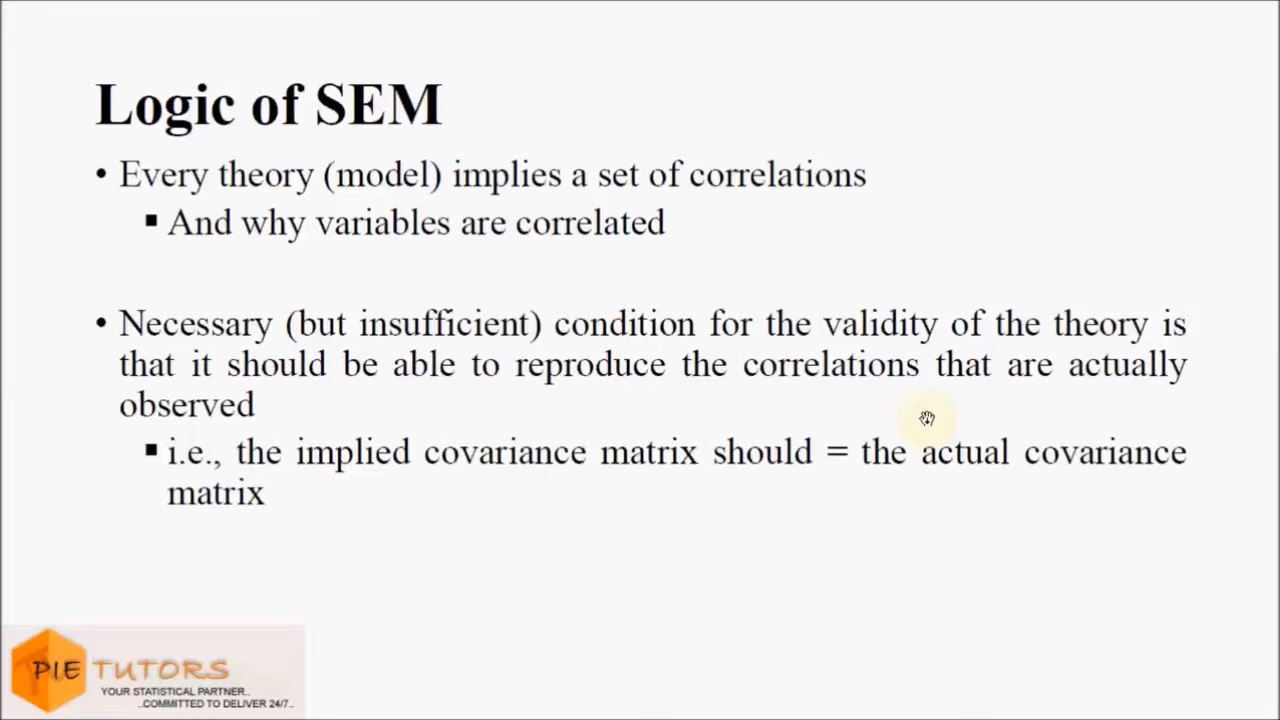 Logic of SEM
• Every theory (model) implies a set of correlations
▪ And why variables are correlated
• Necessary (but insufficient) condition for the validity of the theory is
that it should be able to reproduce the correlations that are actually
observed
▪ i.e., the implied covariance matrix should = the actual covariance
matrix
PIE TUTORS
YOUR STATISTICAL PARTNER..
..COMMITTED TO DELIVER 24/7..